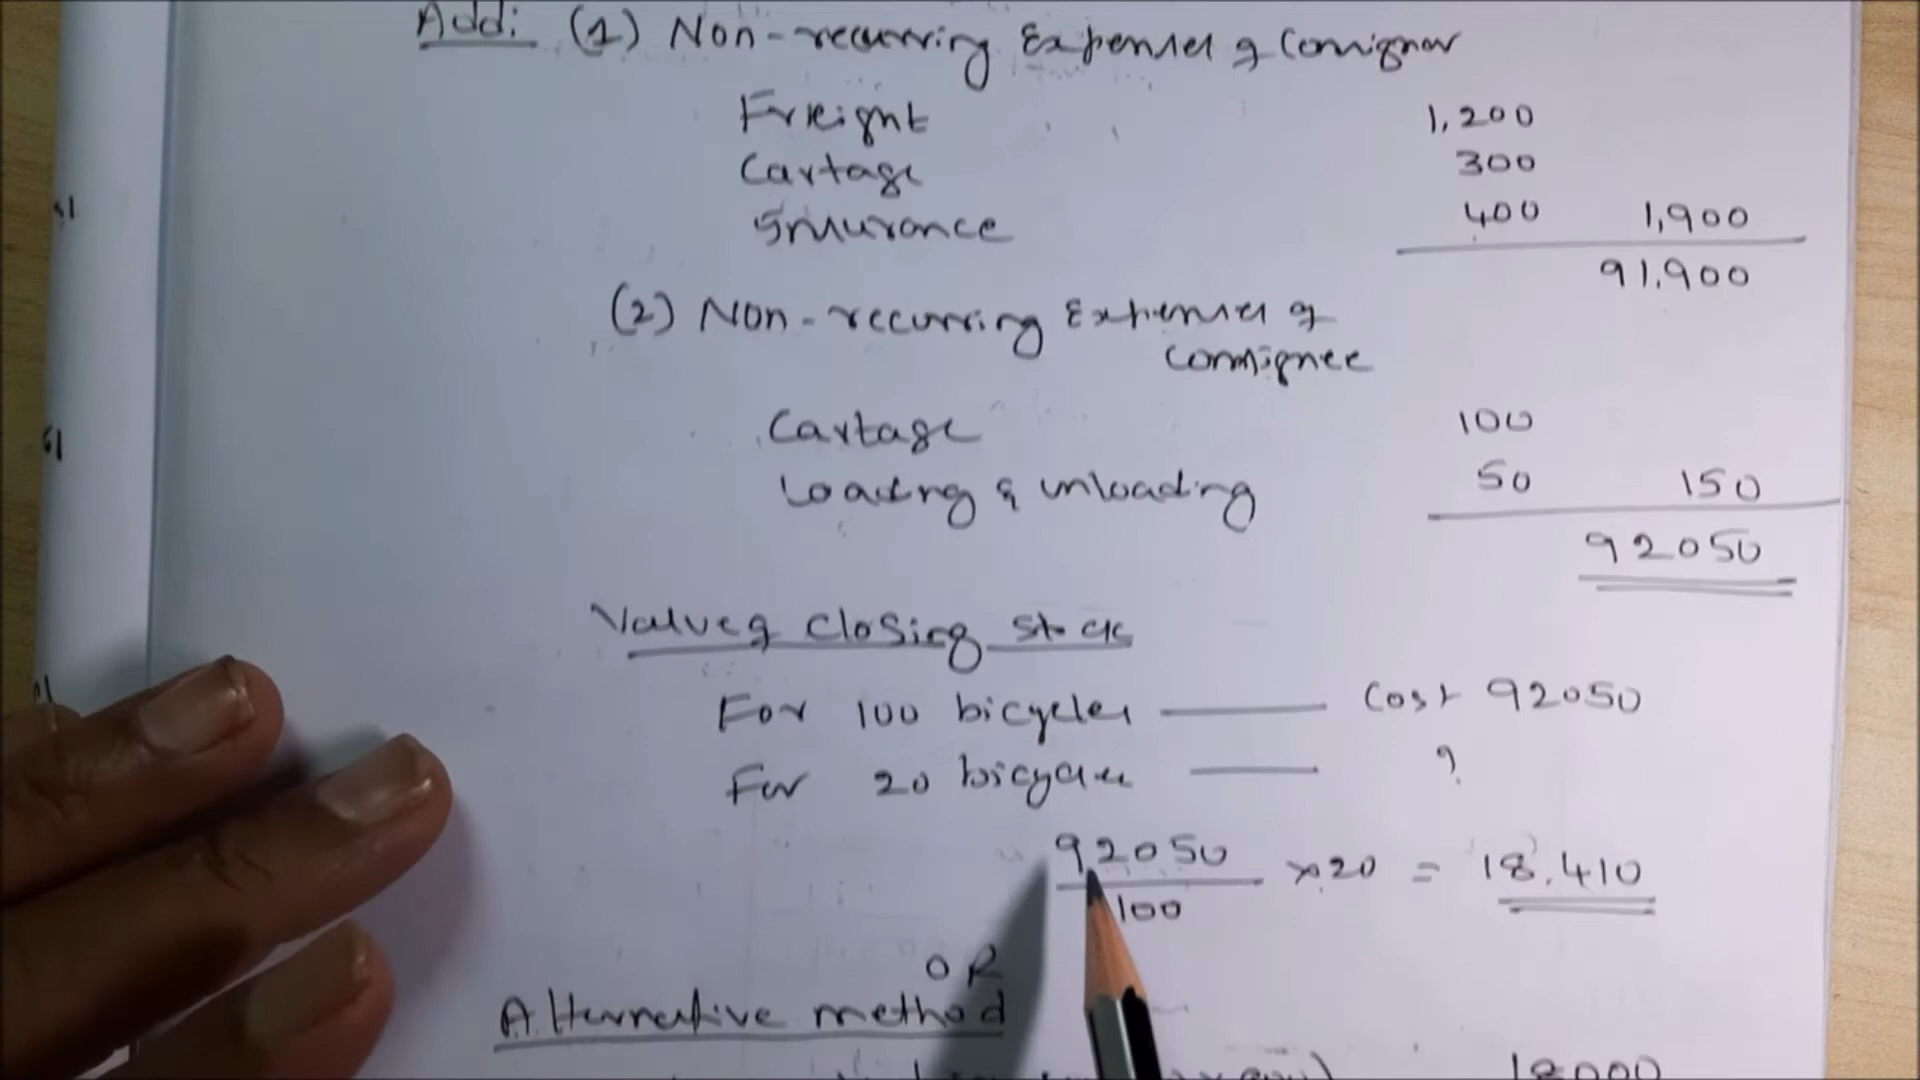 Add: (1) Non-recurring Expenses of Consignor
Freight 1,200
Cartage 300
Insurance 400 1,900
91,900
(2) Non-recurring Expenses of
consignee
Cartage 100
Loading & unloading 50 150
92050
Value of closing stock
For 100 bicycles — Cost 92050
For 20 bicycles — ?
92050
× 20 = 18,410
100
OR
Alternative method
18000